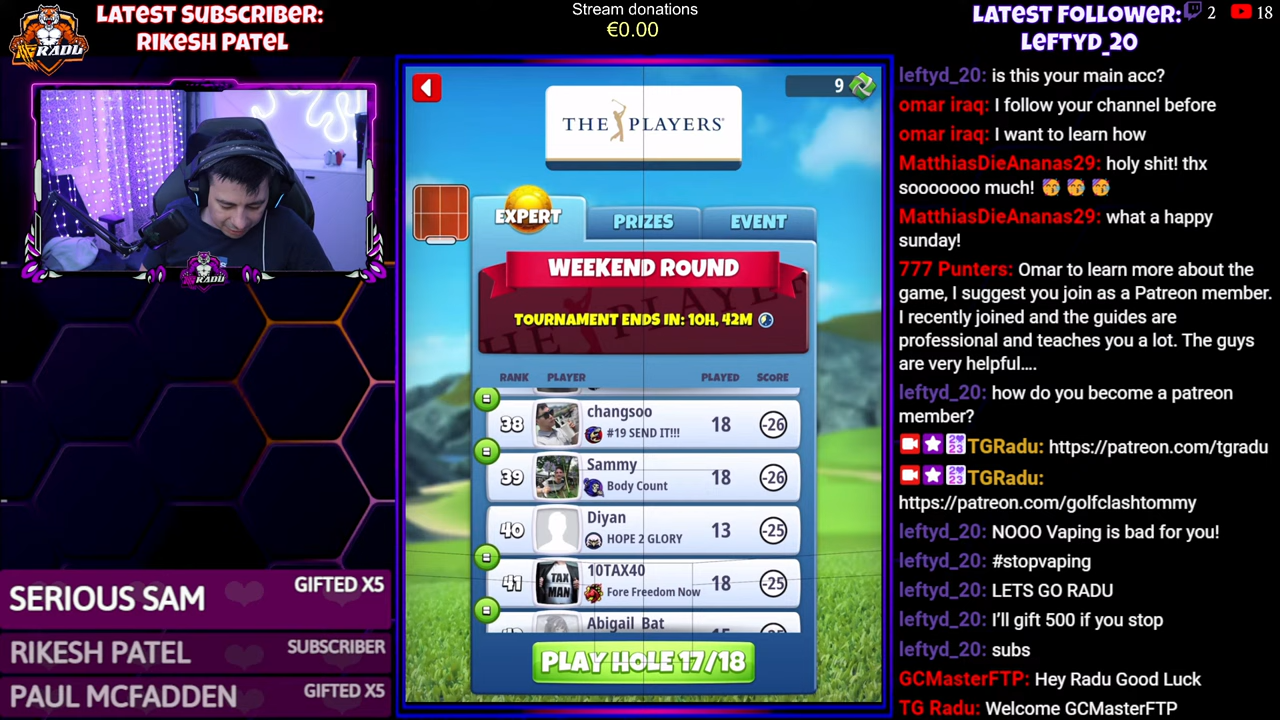 LATEST SUBSCRIBER:
RIKESH PATEL
RADU
Stream donations
€0.00
LATEST FOLLOWER:
LEFTYD_20
2
18
9
THE PLAYERS
EXPERT
PRIZES
EVENT
WEEKEND ROUND
TOURNAMENT ENDS IN: 10H, 42M
RANK PLAYER PLAYED SCORE
38 changsoo 18 -26
#19 SEND IT!!!
39 Sammy 18 -26
Body Count
40 Diyan 13 -25
HOPE 2 GLORY
41 TAX MAN 10TAX40 18 -25
Fore Freedom Now
Abigail Bat
PLAY HOLE 17/18
SERIOUS SAM GIFTED X5
RIKESH PATEL SUBSCRIBER
PAUL MCFADDEN GIFTED X5
leftyd_20: is this your main acc?
omar iraq: I follow your channel before
omar iraq: I want to learn how
MatthiasDieAnanas29: holy shit! thx
sooooooo much! 🥳 🥳 🥳
MatthiasDieAnanas29: what a happy
sunday!
777 Punters: Omar to learn more about the
game, I suggest you join as a Patreon member.
I recently joined and the guides are
professional and teaches you a lot. The guys
are very helpful....
leftyd_20: how do you become a patreon
member?
TGRadu: https://patreon.com/tgradu
TGRadu:
https://patreon.com/golfclashtommy
leftyd_20: NOOO Vaping is bad for you!
leftyd_20: #stopvaping
leftyd_20: LETS GO RADU
leftyd_20: I'll gift 500 if you stop
leftyd_20: subs
GCMasterFTP: Hey Radu Good Luck
TG Radu: Welcome GCMasterFTP